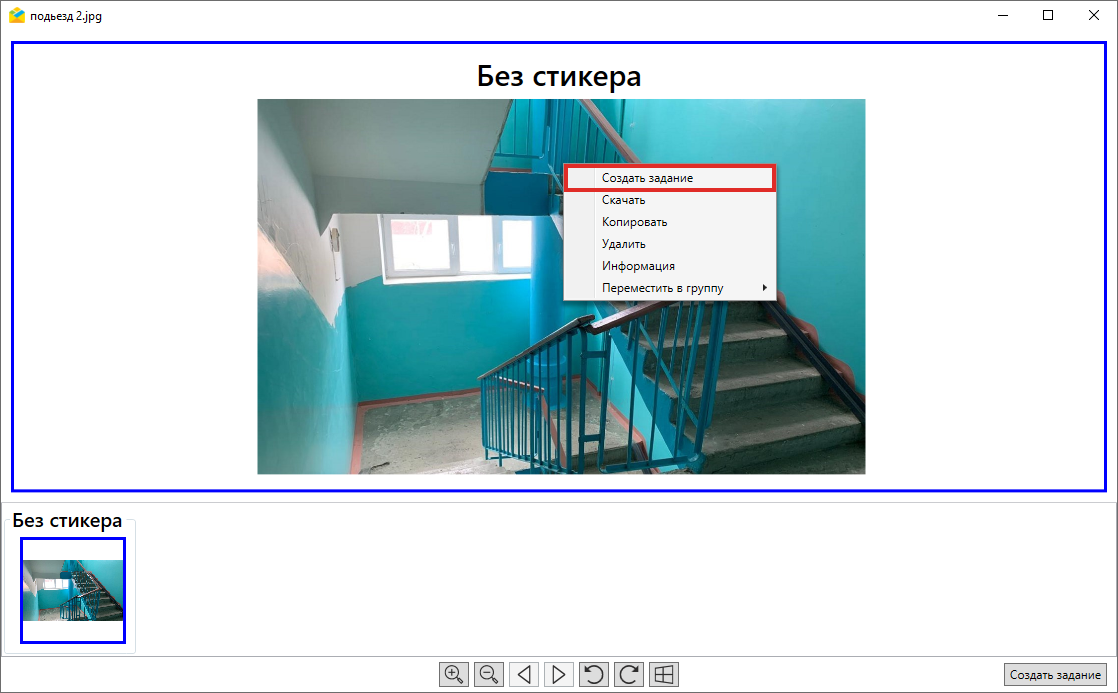 подьезд 2.jpg
Без стикера
Создать задание
Скачать
Копировать
Удалить
Информация
Переместить в группу
Без стикера
Создать задание